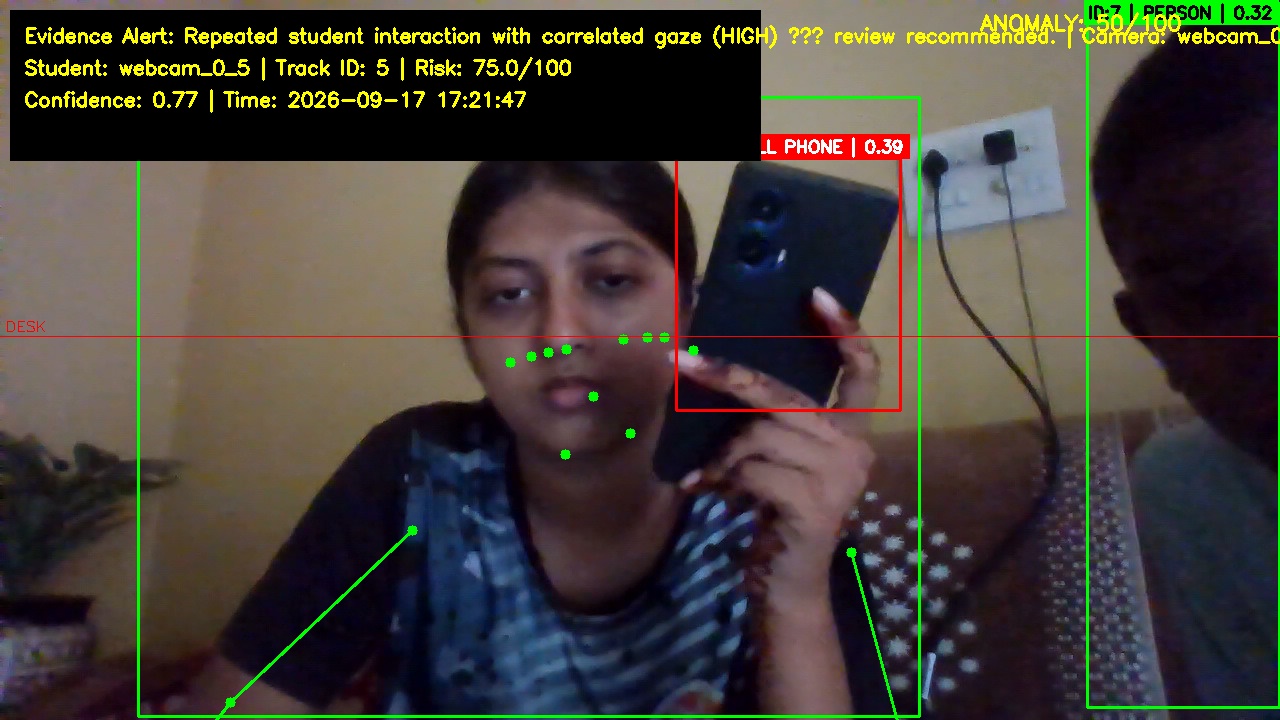 ID:7 | PERSON | 0.32
ANOMALY: 50/100
Evidence Alert: Repeated student interaction with correlated gaze (HIGH) ??? review recommended. | Camera: webcam_0
Student: webcam_0_5 | Track ID: 5 | Risk: 75.0/100
Confidence: 0.77 | Time: 2026-09-17 17:21:47
LL PHONE | 0.39
DESK